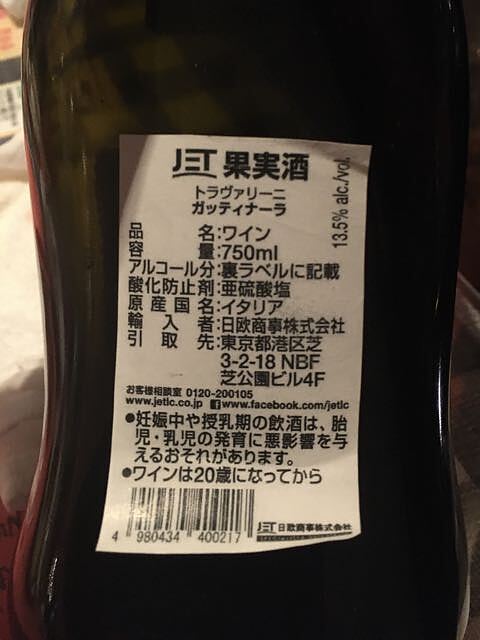 JET 果実酒
トラヴァリーニ
ガッティナーラ
13.5% alc./vol.
品名:ワイン
容量:750ml
アルコール分:裏ラベルに記載
酸化防止剤:亜硫酸塩
原産国名:イタリア
輸入者:日欧商事株式会社
引取先:東京都港区芝
3-2-18 NBF
芝公園ビル4F
お客様相談室 0120-200105
www.jetlc.co.jp www.facebook.com/jetlc
●妊娠中や授乳期の飲酒は、胎
児・乳児の発育に悪影響を与
えるおそれがあります。
●ワインは20歳になってから
4 980434 400217
JET 日欧商事株式会社